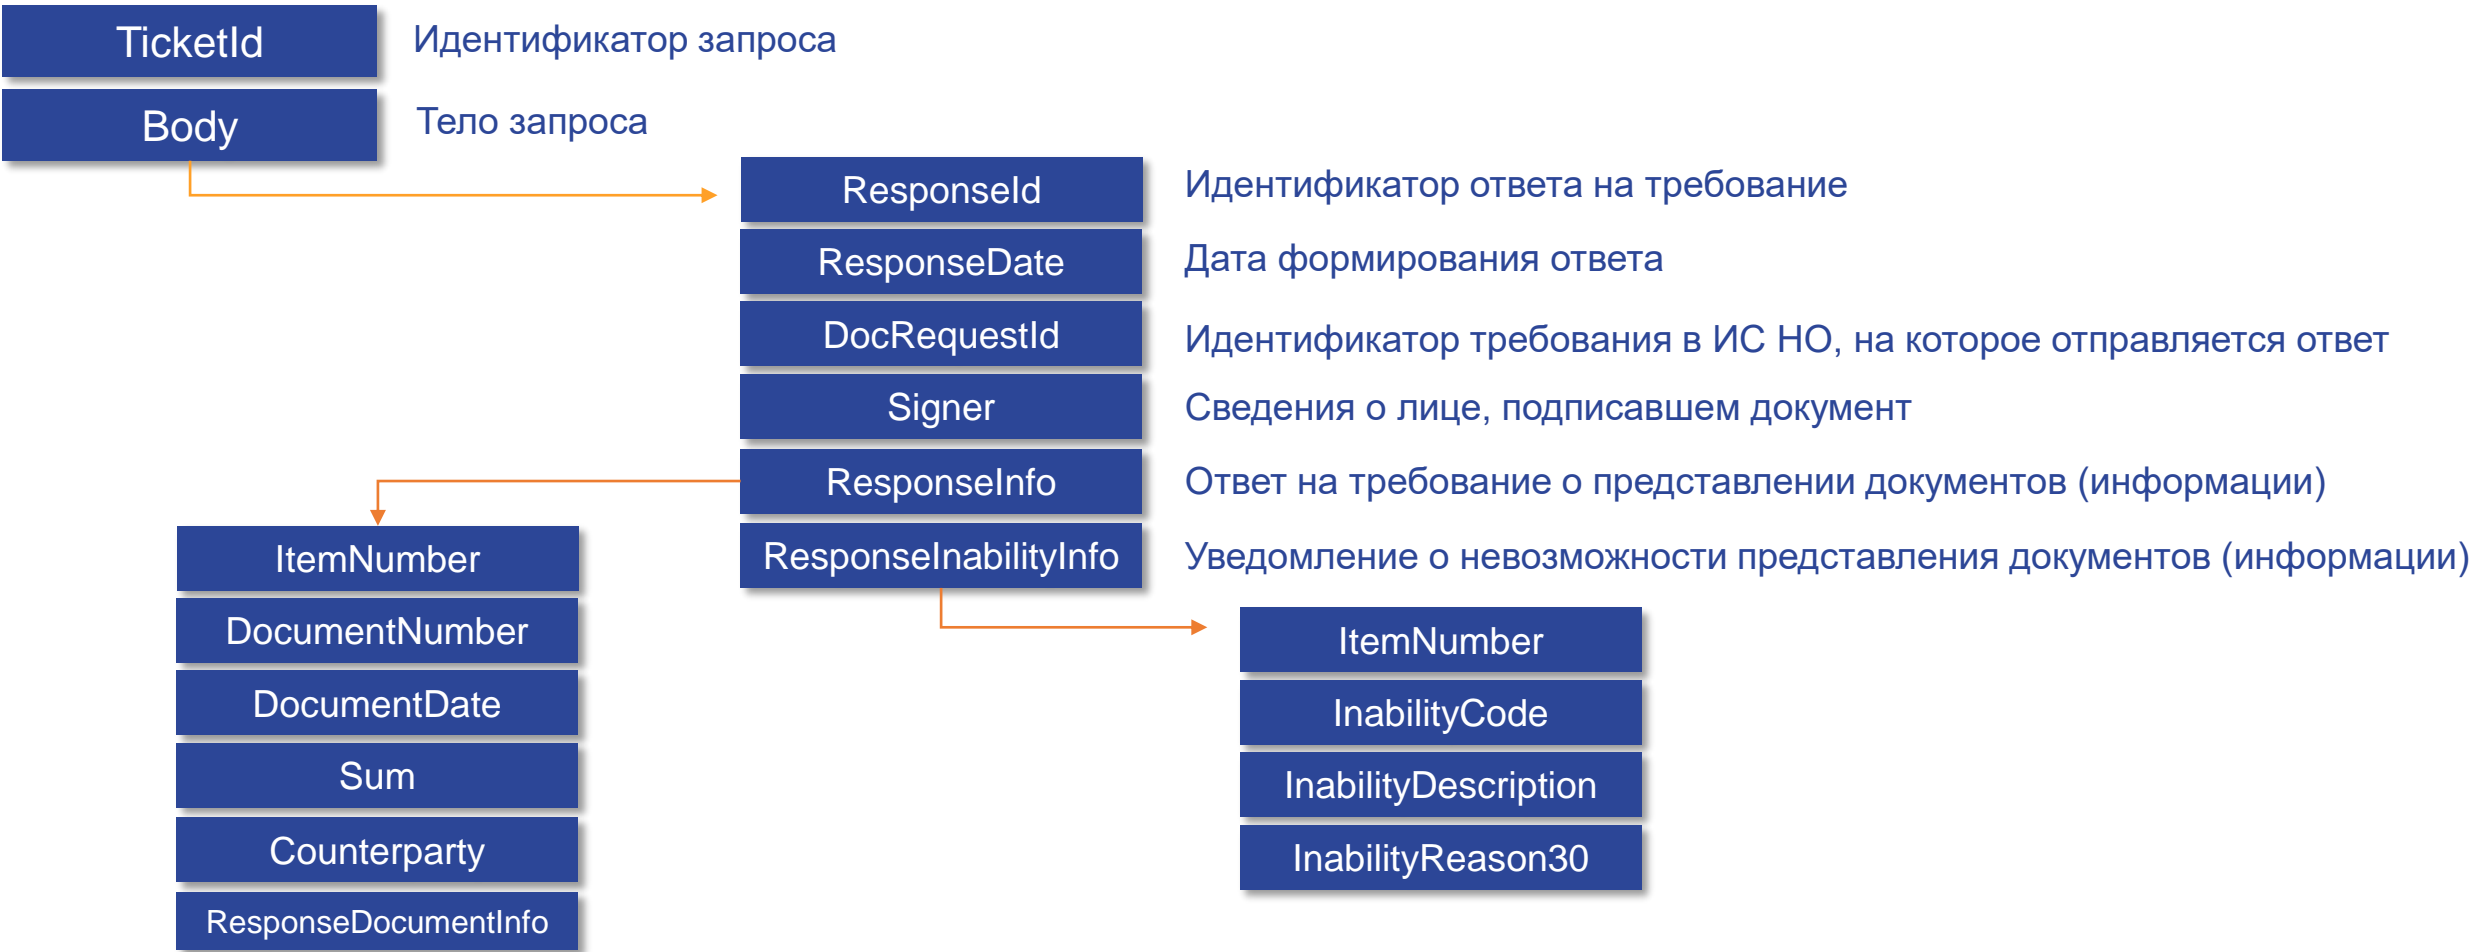 TicketId
Идентификатор запроса
Body
Тело запроса
ResponseId
Идентификатор ответа на требование
ResponseDate
Дата формирования ответа
DocRequestId
Идентификатор требования в ИС НО, на которое отправляется ответ
Signer
Сведения о лице, подписавшем документ
ResponseInfo
Ответ на требование о представлении документов (информации)
ResponseInabilityInfo
Уведомление о невозможности представления документов (информации)
ItemNumber
DocumentNumber
DocumentDate
Sum
Counterparty
ResponseDocumentInfo
ItemNumber
InabilityCode
InabilityDescription
InabilityReason30